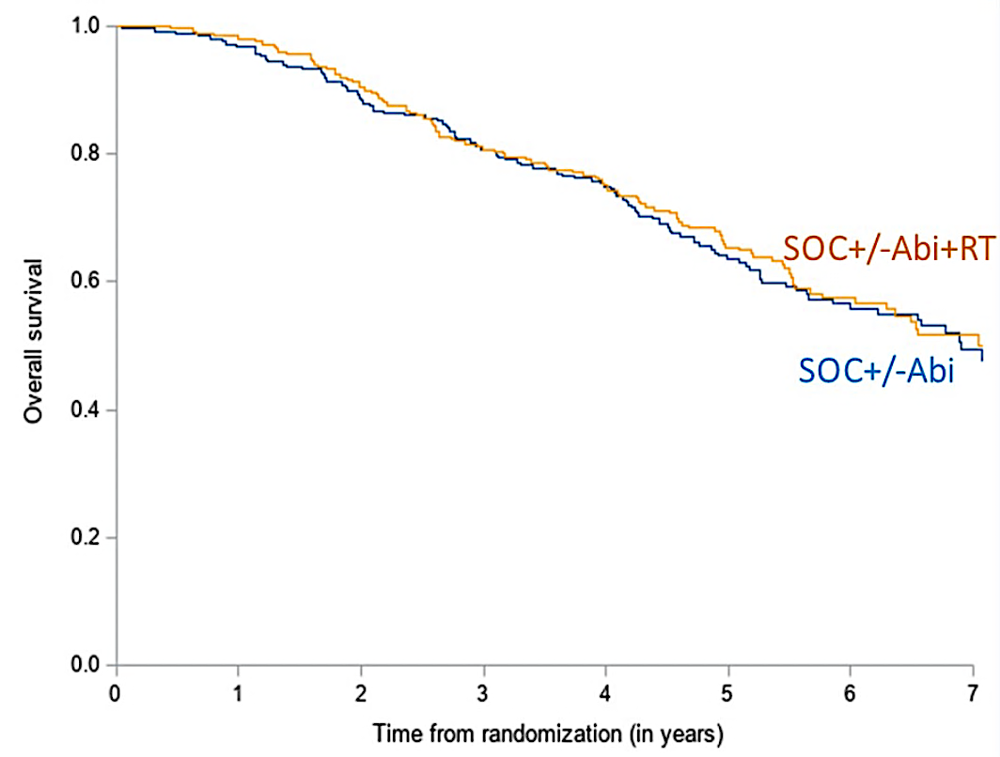 1.0
0.8
0.6
0.4
0.2
0.0
Overall survival
SOC+/-Abi+RT
SOC+/-Abi
0 1 2 3 4 5 6 7
Time from randomization (in years)